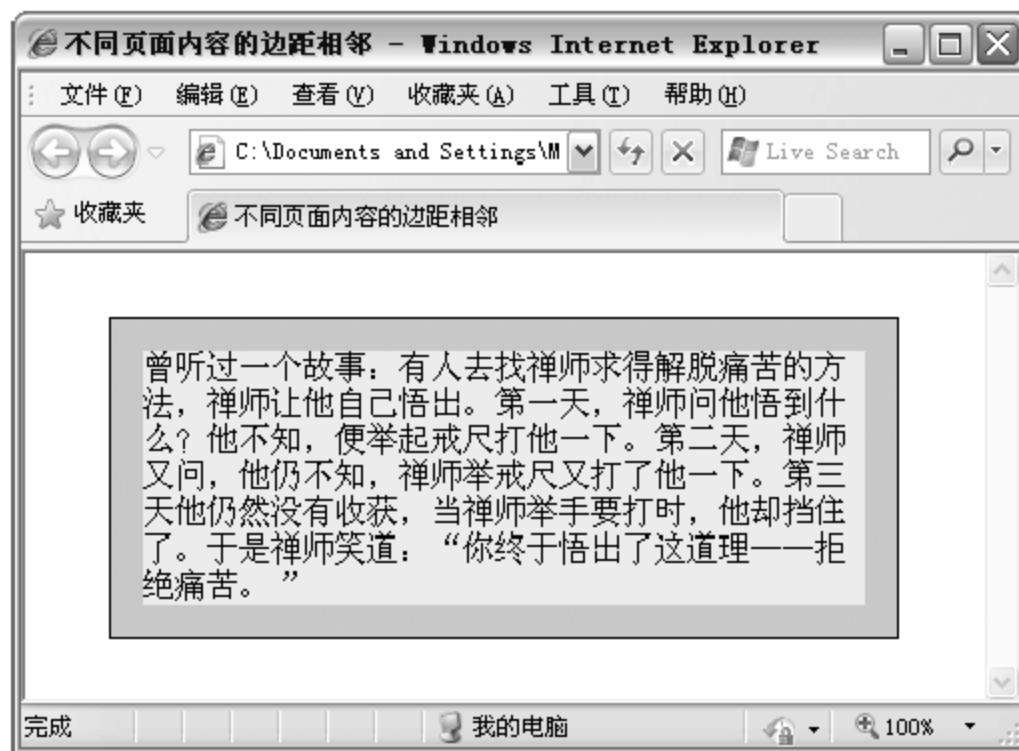 不同页面内容的边距相邻 - Windows Internet Explorer
文件(F) 编辑(E) 查看(V) 收藏夹(A) 工具(T) 帮助(H)
C:\Documents and Settings\M Live Search
收藏夹 不同页面内容的边距相邻
曾听过一个故事：有人去找禅师求得解脱痛苦的方
法，禅师让他自己悟出。第一天，禅师问他悟到什
么？他不知，便举起戒尺打他一下。第二天，禅师
又问，他仍不知，禅师举戒尺又打了他一下。第三
天他仍然没有收获，当禅师举手要打时，他却挡住
了。于是禅师笑道：“你终于悟出了这道理——拒
绝痛苦。”
完成 我的电脑 100%